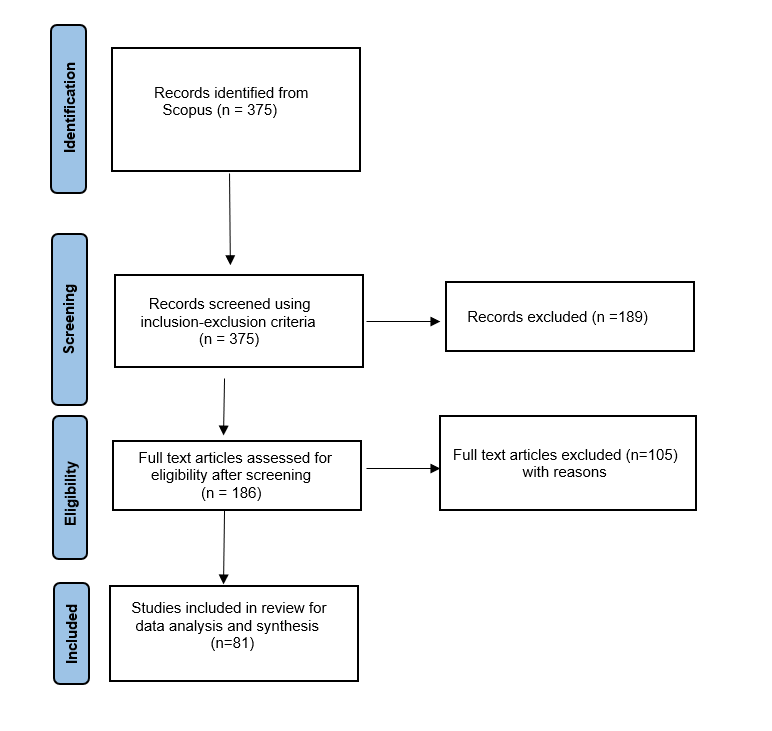 Identification
Records identified from
Scopus (n = 375)
Screening
Records screened using
inclusion-exclusion criteria
(n = 375)
Records excluded (n =189)
Eligibility
Full text articles assessed for
eligibility after screening
(n = 186)
Full text articles excluded (n=105)
with reasons
Included
Studies included in review for
data analysis and synthesis
(n=81)